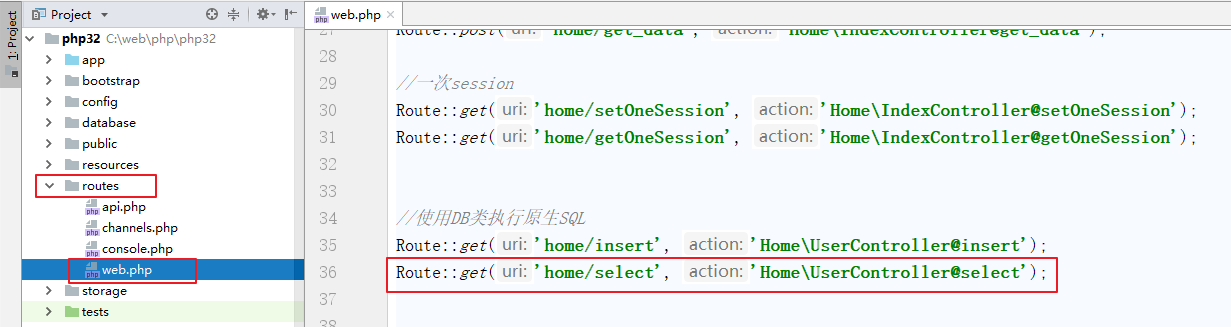 1: Project
Project
php32 C:\web\php\php32
app
bootstrap
config
database
public
resources
routes
api.php
channels.php
console.php
web.php
storage
tests
web.php
27 Route::post( uri: 'home/get_data', action: 'Home\IndexController@get_data');
28
29 //一次session
30 Route::get( uri: 'home/setOneSession', action: 'Home\IndexController@setOneSession');
31 Route::get( uri: 'home/getOneSession', action: 'Home\IndexController@getOneSession');
32
33
34 //使用DB类执行原生SQL
35 Route::get( uri: 'home/insert', action: 'Home\UserController@insert');
36 Route::get( uri: 'home/select', action: 'Home\UserController@select');
37
38